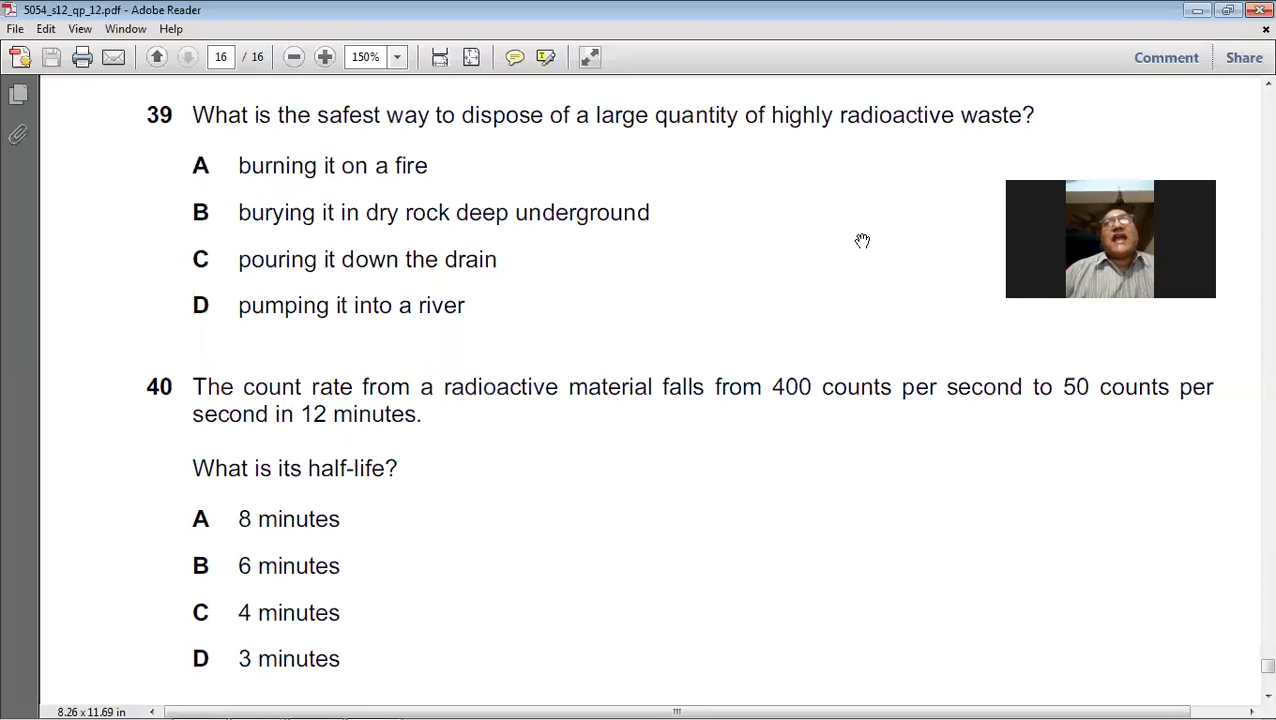 5054_s12_qp_12.pdf - Adobe Reader
File Edit View Window Help
16 / 16 150% Comment Share
39 What is the safest way to dispose of a large quantity of highly radioactive waste?
A burning it on a fire
B burying it in dry rock deep underground
C pouring it down the drain
D pumping it into a river
40 The count rate from a radioactive material falls from 400 counts per second to 50 counts per
second in 12 minutes.
What is its half-life?
A 8 minutes
B 6 minutes
C 4 minutes
D 3 minutes
8.26 x 11.69 in